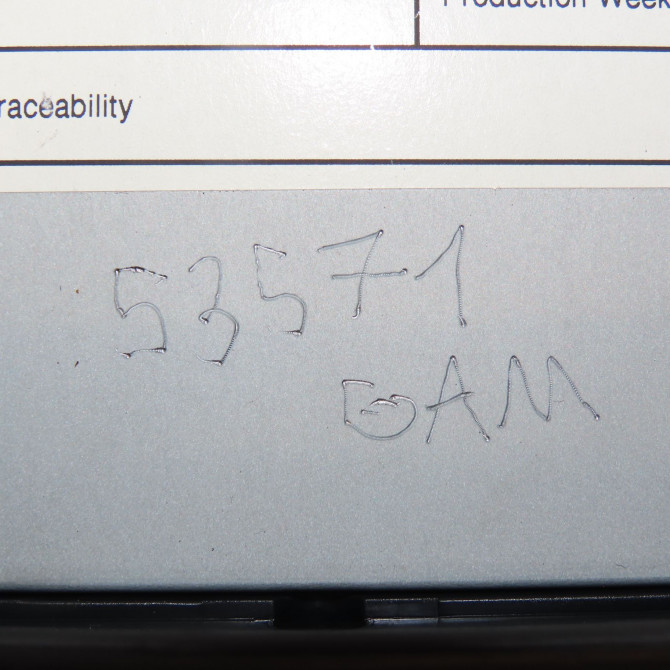 Production Week
raceability
53571
GAM